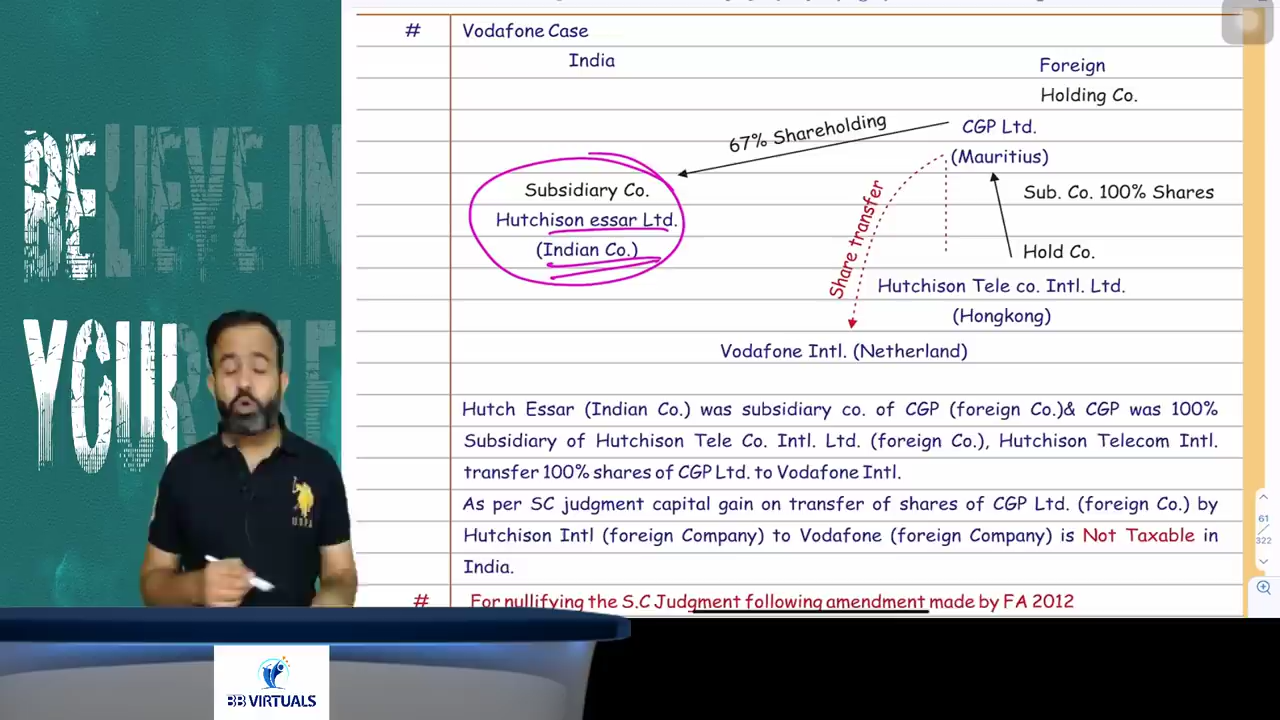 BELIEVE IN
YOURSELF
# Vodafone Case
India
Foreign
Holding Co.
67% Shareholding
CGP Ltd.
(Mauritius)
Subsidiary Co.
Sub. Co. 100% Shares
Hutchison essar Ltd.
(Indian Co.)
Share transfer
Hold Co.
Hutchison Tele co. Intl. Ltd.
(Hongkong)
Vodafone Intl. (Netherland)
Hutch Essar (Indian Co.) was subsidiary co. of CGP (foreign Co.)& CGP was 100%
Subsidiary of Hutchison Tele Co. Intl. Ltd. (foreign Co.), Hutchison Telecom Intl.
transfer 100% shares of CGP Ltd. to Vodafone Intl.
As per SC judgment capital gain on transfer of shares of CGP Ltd. (foreign Co.) by
Hutchison Intl (foreign Company) to Vodafone (foreign Company) is Not Taxable in
India.
# For nullifying the S.C Judgment following amendment made by FA 2012
61
/
322
U.S.P.A
BB VIRTUALS